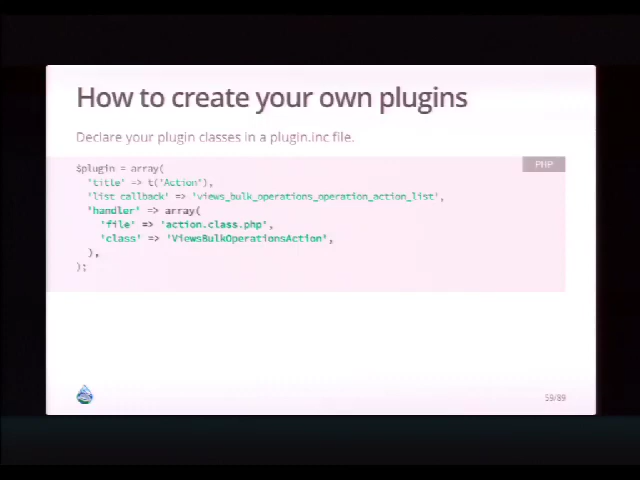 How to create your own plugins
Declare your plugin classes in a plugin.inc file.
PHP
$plugin = array(
'title' => t('Action'),
'list callback' => 'views_bulk_operations_operation_action_list',
'handler' => array(
'file' => 'action.class.php',
'class' => 'ViewsBulkOperationsAction',
),
);
59/89